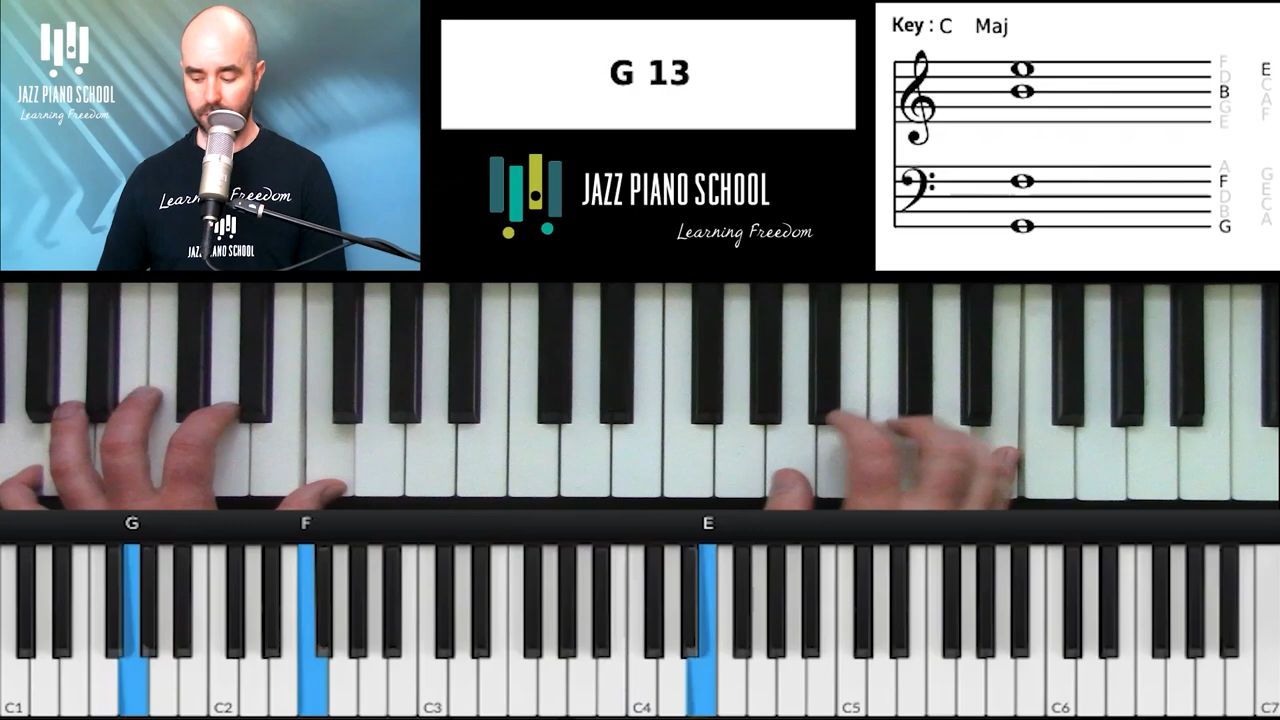 JAZZ PIANO SCHOOL
Learning Freedom
Learn Freedom
JAZZ PIANO SCHOOL
G 13
JAZZ PIANO SCHOOL
Learning Freedom
Key : C Maj
F
D
B
G
E
E
C
A
F
A
F
D
B
G
G
E
C
A
G
F
E
C1
C2
C3
C4
C5
C6
C7